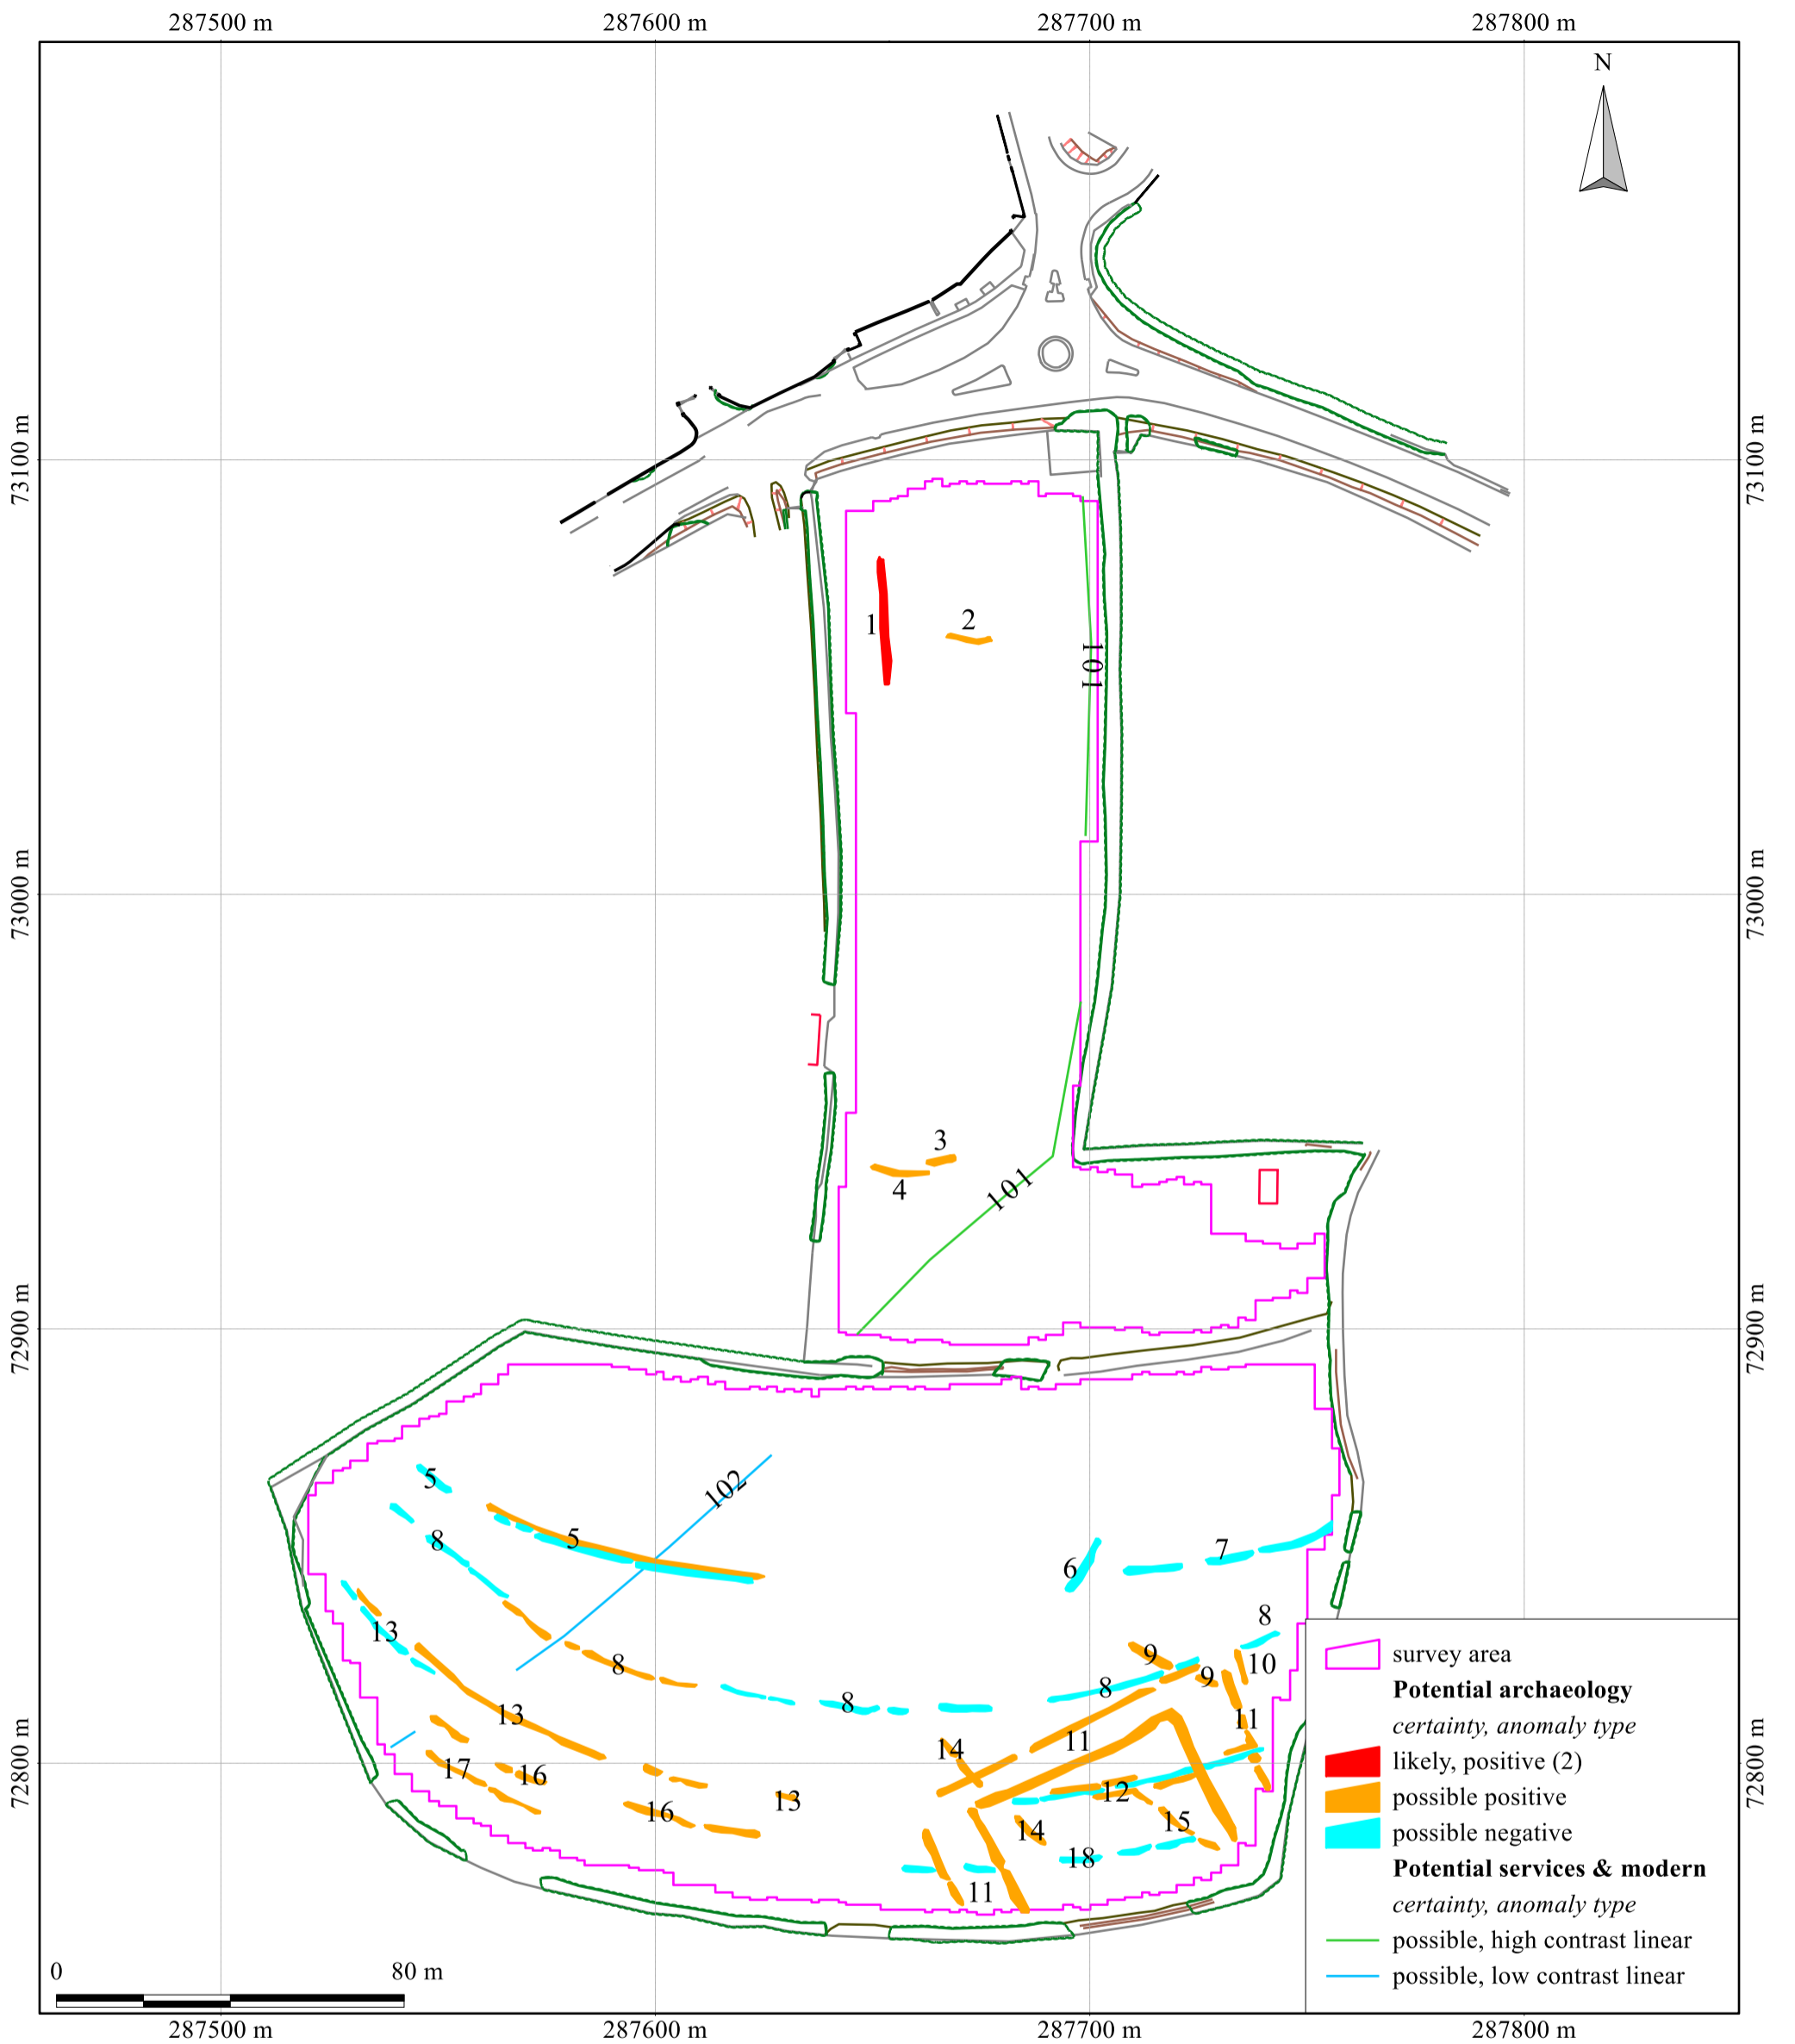 287500 m
287600 m
287700 m
287800 m
N
73100 m
73100 m
1
2
101
73000 m
73000 m
3
4
101
72900 m
72900 m
5
102
8
5
6
7
13
8
8
9
9
10
8
8
13
11
11
14
17
16
12
13
16
14
15
18
11
72800 m
72800 m
survey area
Potential archaeology
certainty, anomaly type
likely, positive (2)
possible positive
possible negative
Potential services & modern
certainty, anomaly type
possible, high contrast linear
possible, low contrast linear
0
80 m
287500 m
287600 m
287700 m
287800 m